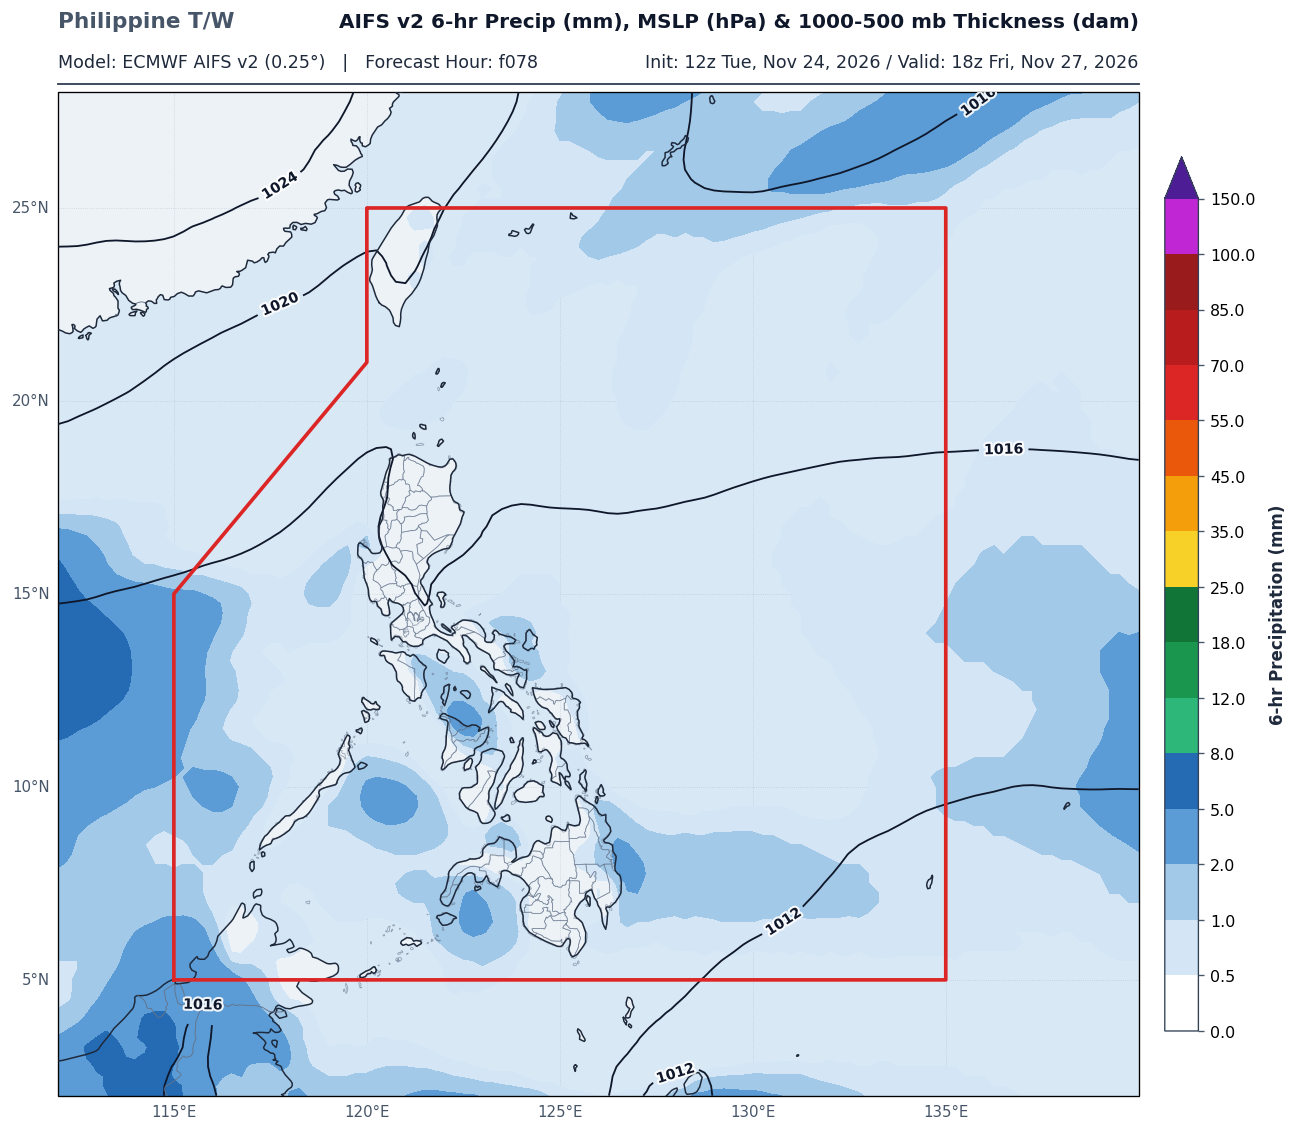 Philippine T/W
AIFS v2 6-hr Precip (mm), MSLP (hPa) & 1000-500 mb Thickness (dam)
Model: ECMWF AIFS v2 (0.25°)   |   Forecast Hour: f078
Init: 12z Tue, Nov 24, 2026 / Valid: 18z Fri, Nov 27, 2026
1016
1024
1020
1016
1012
1016
1012
25°N
20°N
15°N
10°N
5°N
115°E
120°E
125°E
130°E
135°E
150.0
100.0
85.0
70.0
55.0
45.0
35.0
25.0
18.0
12.0
8.0
5.0
2.0
1.0
0.5
0.0
6-hr Precipitation (mm)